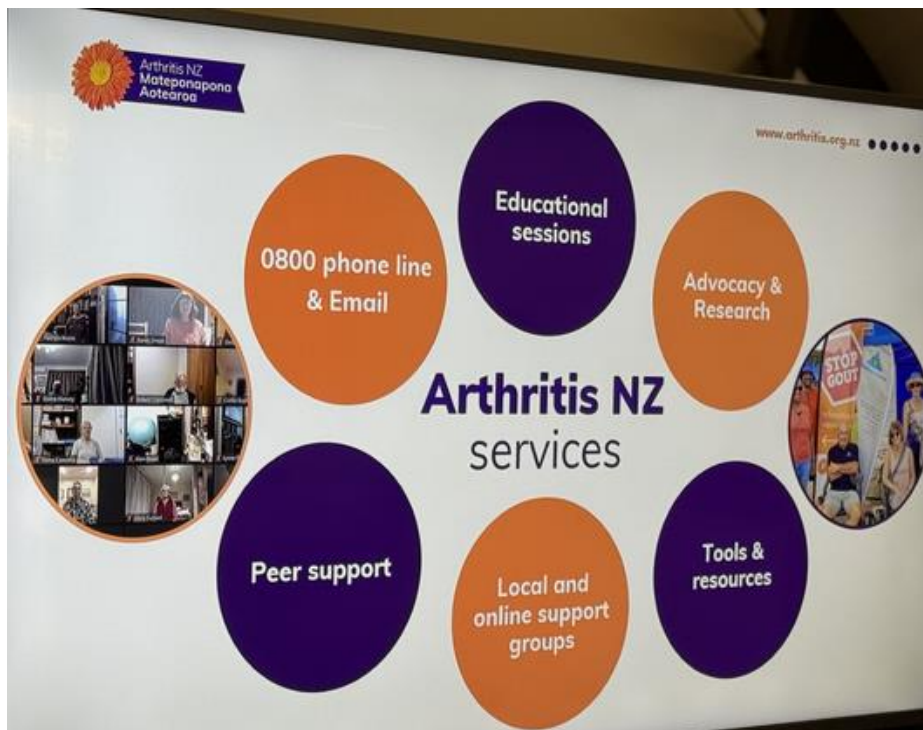 Arthritis NZ
Mateponapona
Aotearoa
www.arthritis.org.nz
Educational
sessions
0800 phone line
& Email
Advocacy &
Research
STOP
GOUT
Arthritis NZ
services
Peer support
Local and
online support
groups
Tools &
resources